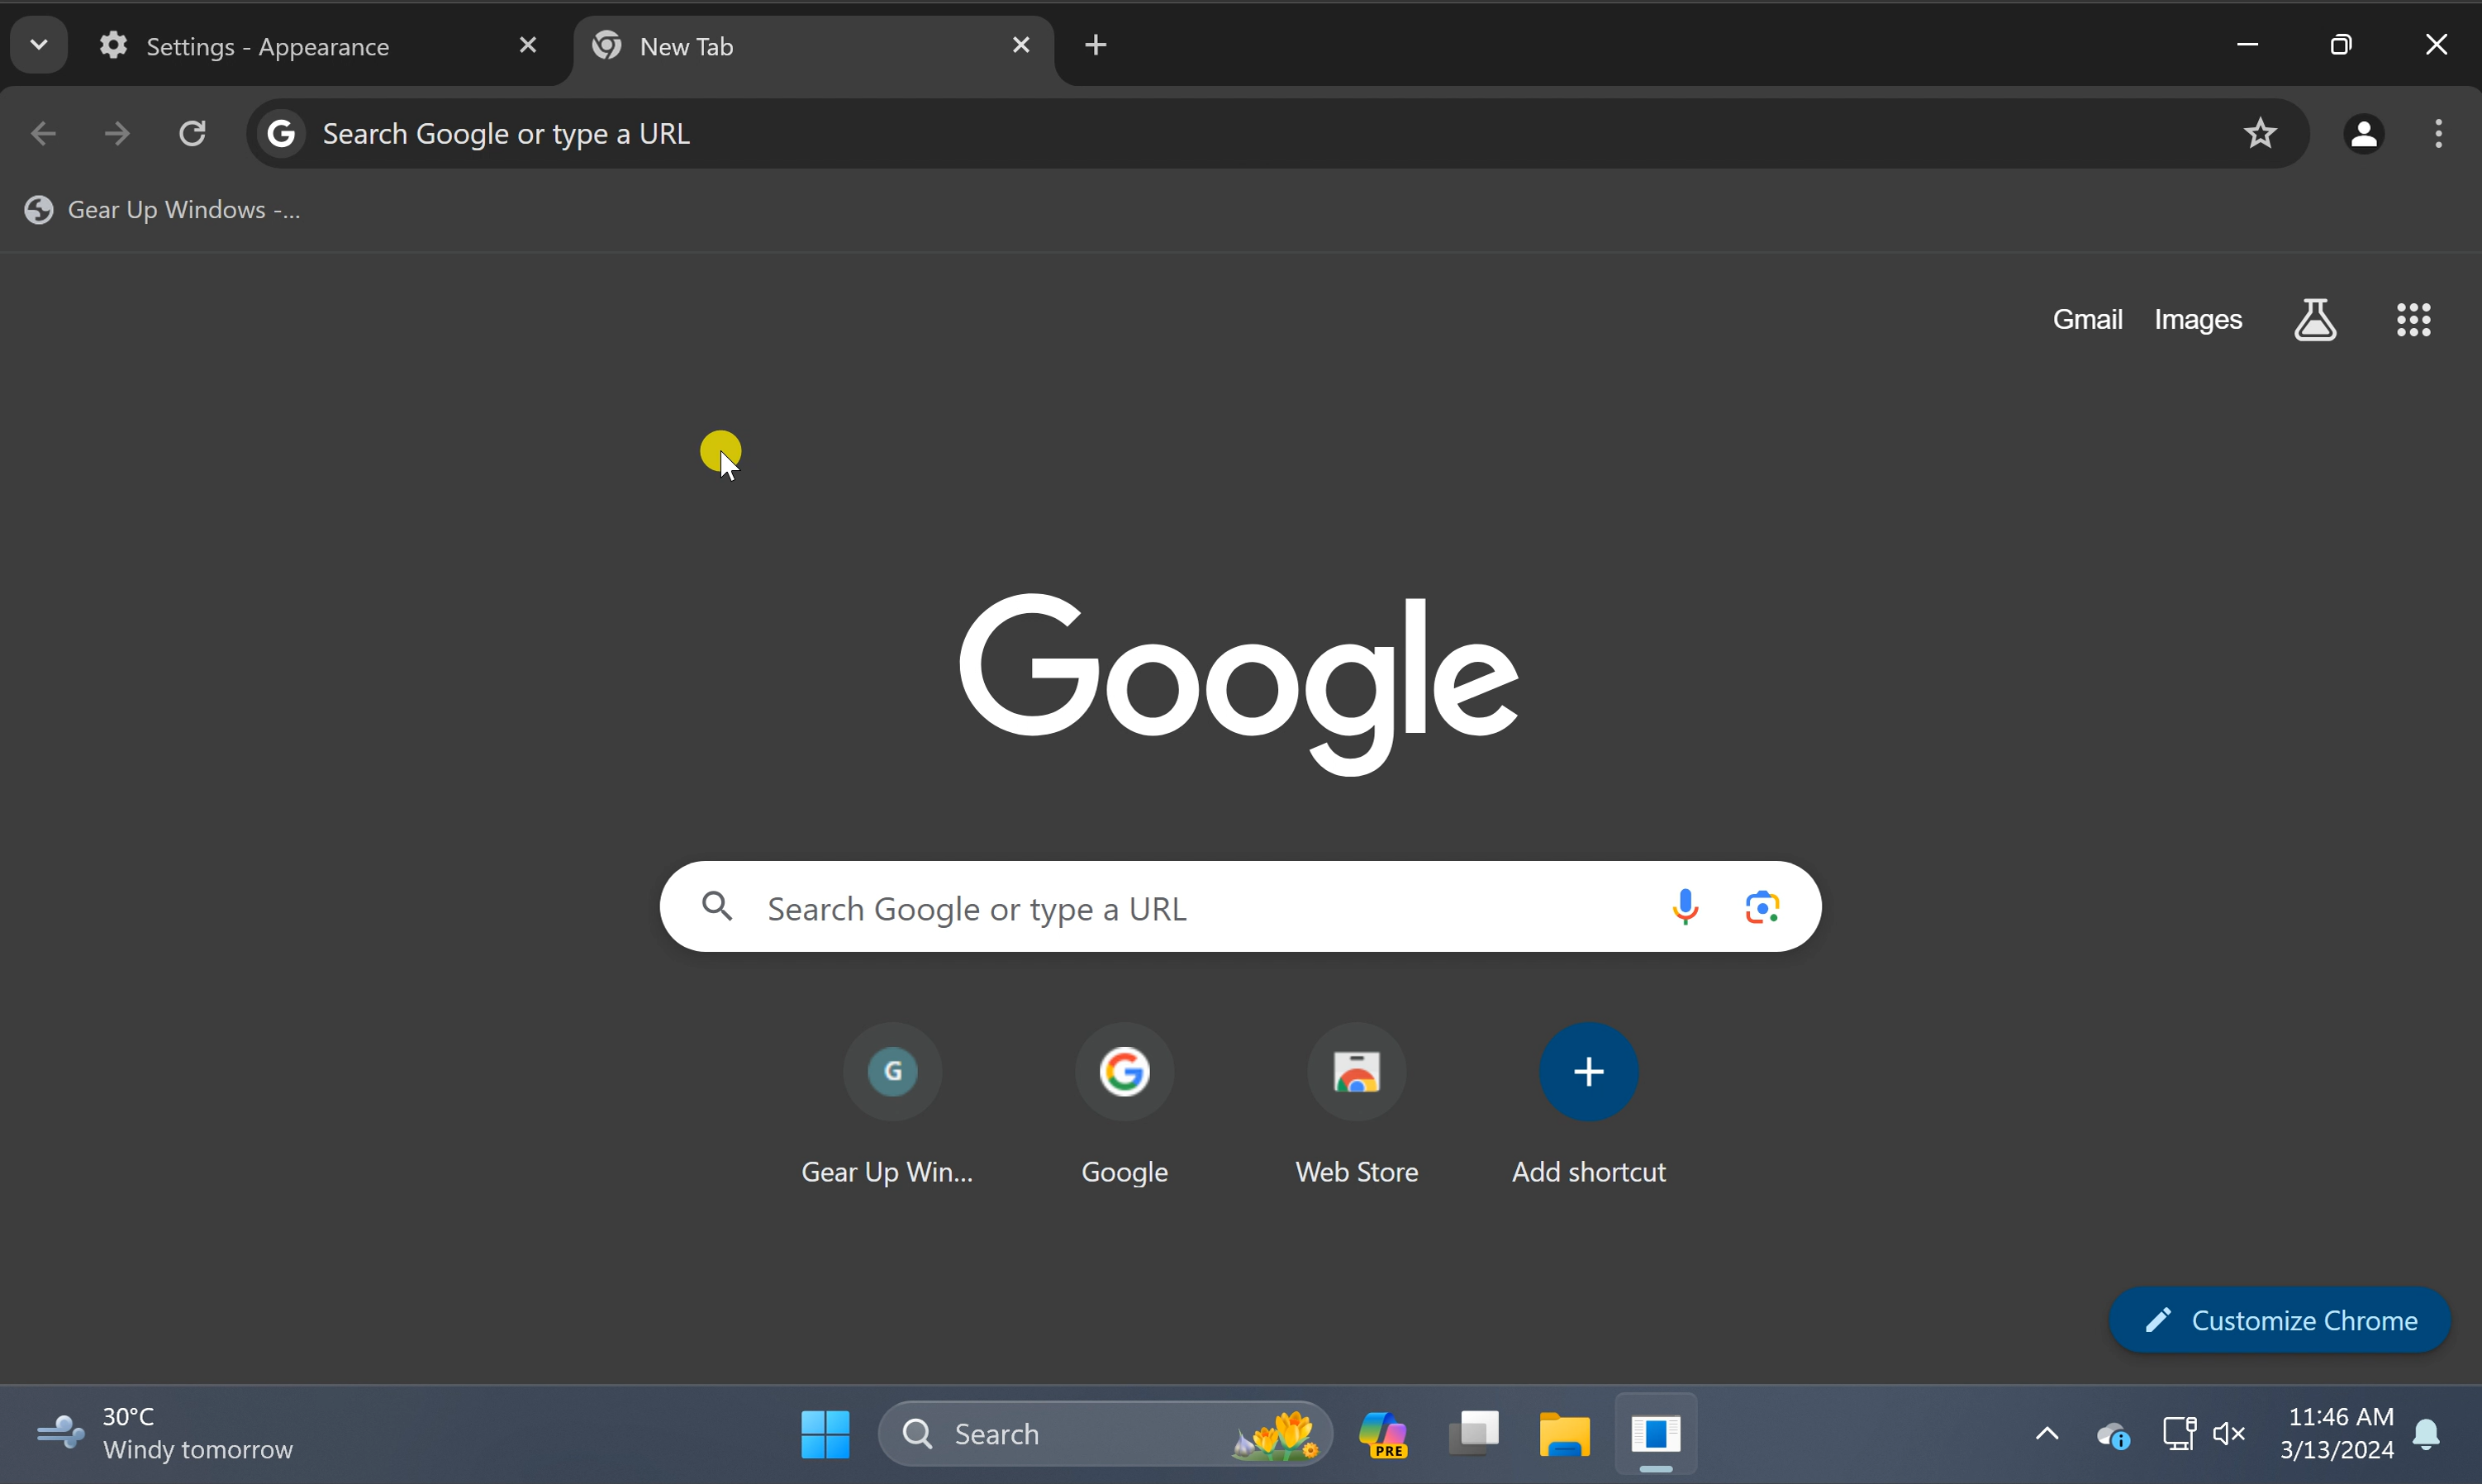 Settings - Appearance
New Tab
Search Google or type a URL
Gear Up Windows -...
Gmail Images
Google
Search Google or type a URL
G
Gear Up Win... Google Web Store Add shortcut
Customize Chrome
30°C
Windy tomorrow
Search
PRE
11:46 AM
3/13/2024